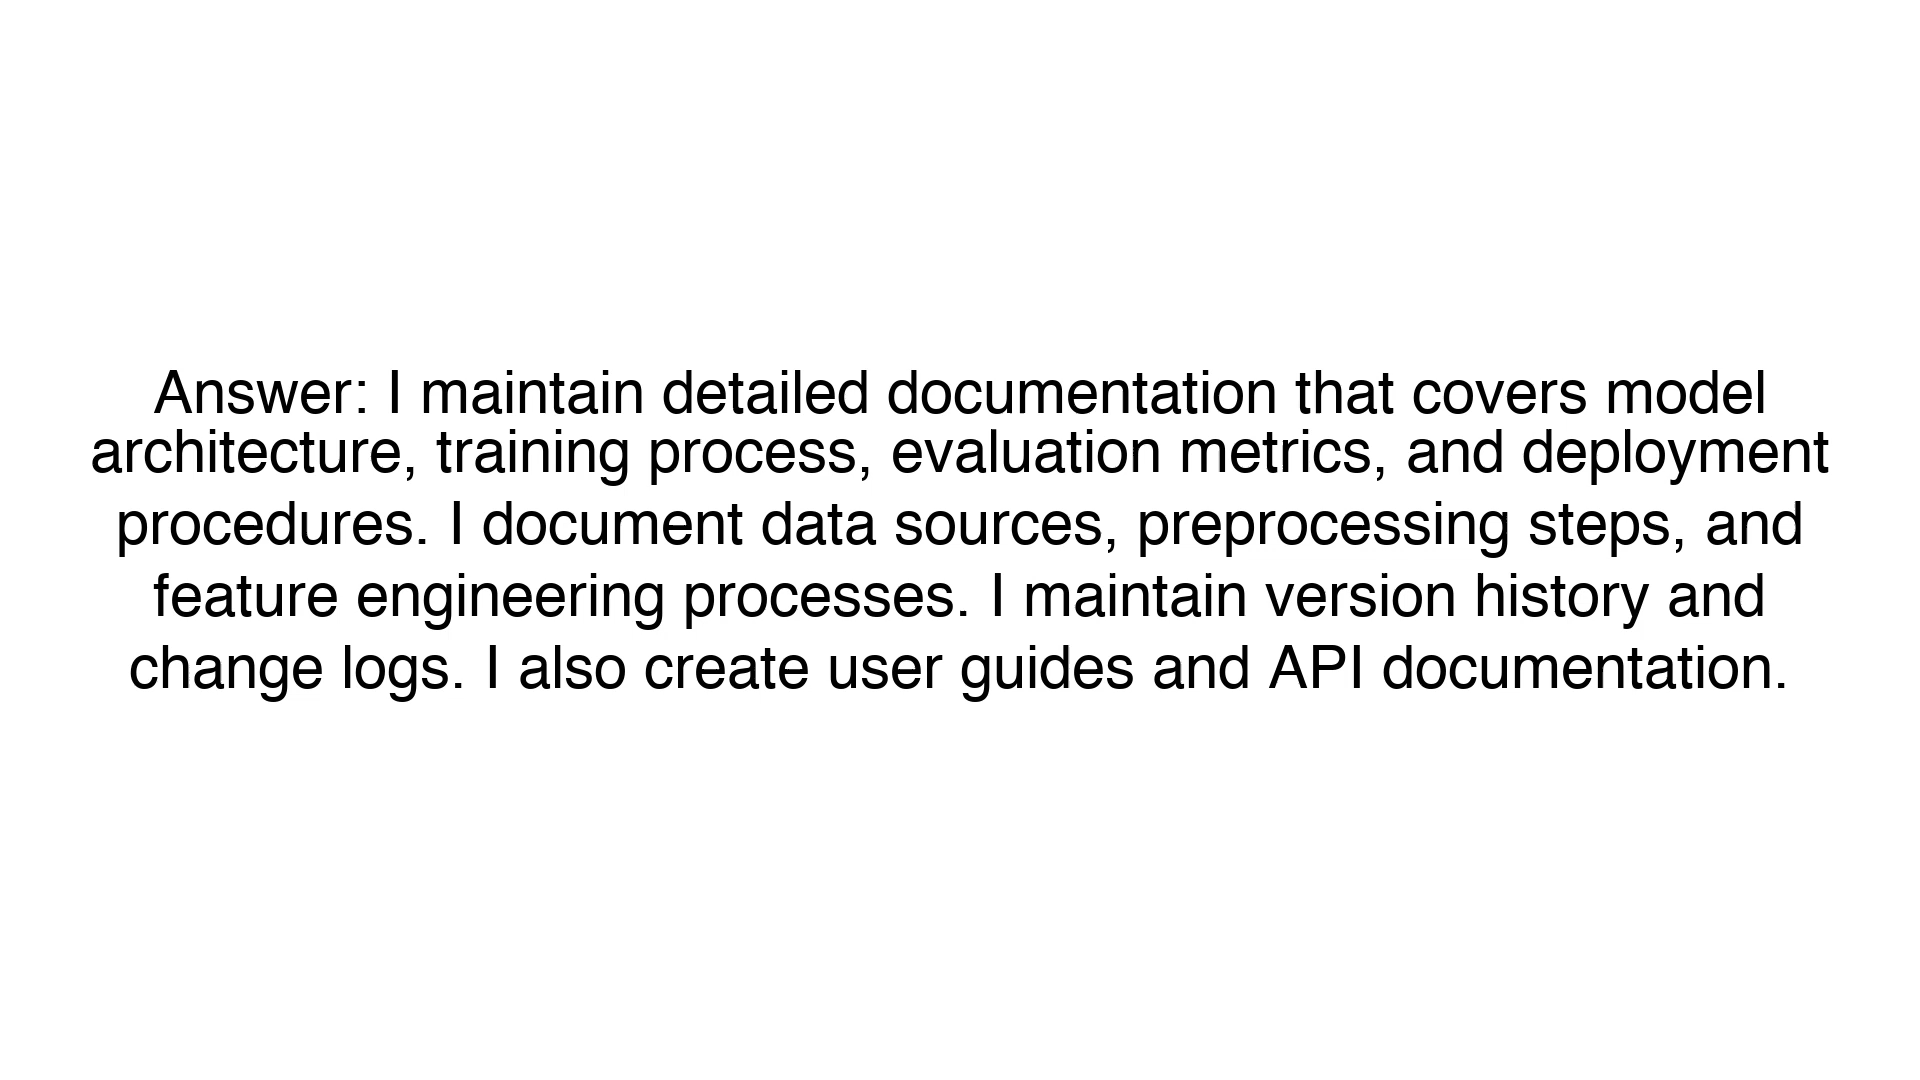 Answer: I maintain detailed documentation that covers model
architecture, training process, evaluation metrics, and deployment
procedures. I document data sources, preprocessing steps, and
feature engineering processes. I maintain version history and
change logs. I also create user guides and API documentation.